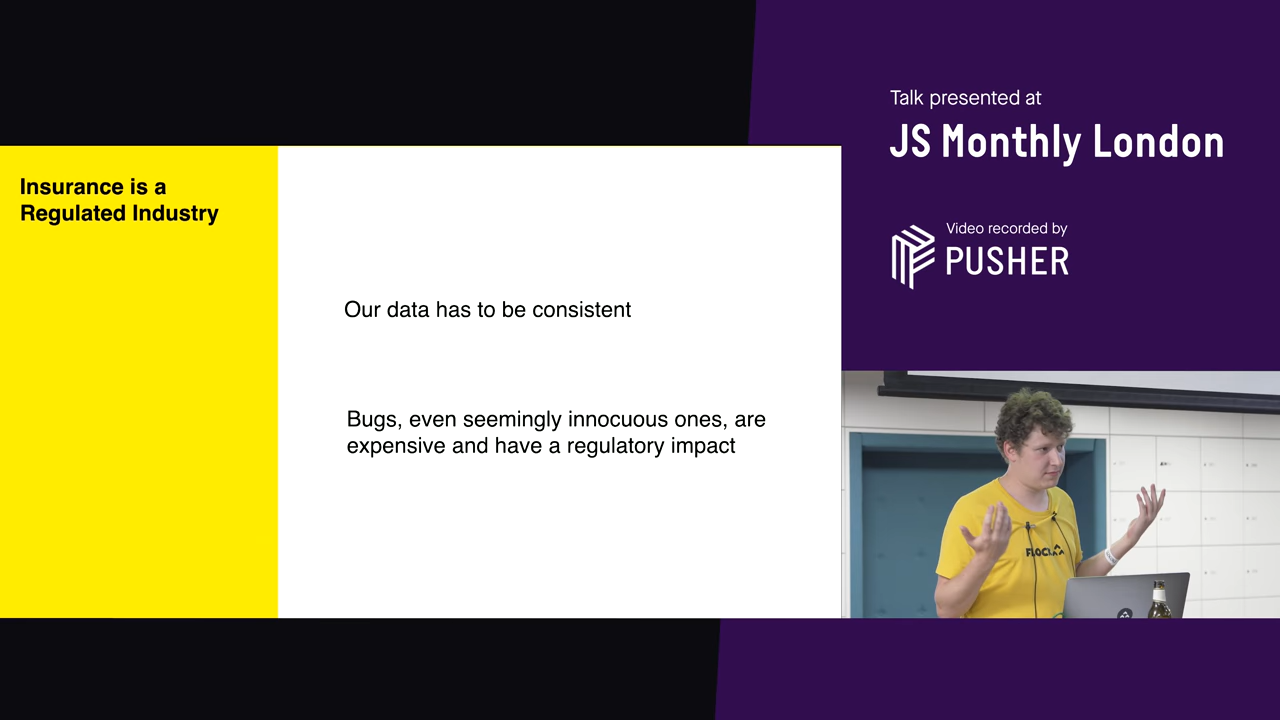 Talk presented at
JS Monthly London
Video recorded by
PUSHER
Insurance is a
Regulated Industry
Our data has to be consistent
Bugs, even seemingly innocuous ones, are
expensive and have a regulatory impact
FLOCK